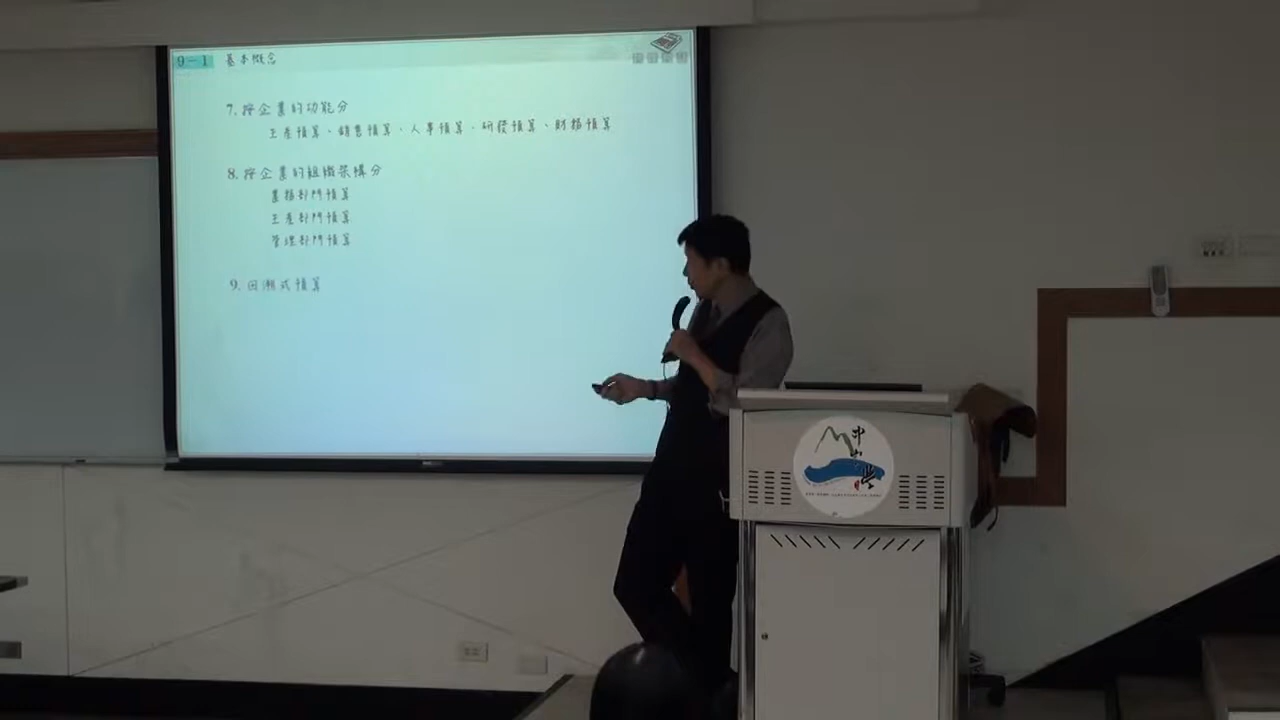 9-1 基本概念
7. 按企業的功能分
生產預算、銷售預算、人事預算、研發預算、財務預算
8. 按企業的組織架構分
業務部門預算
生產部門預算
管理部門預算
9. 回溯式預算
中山